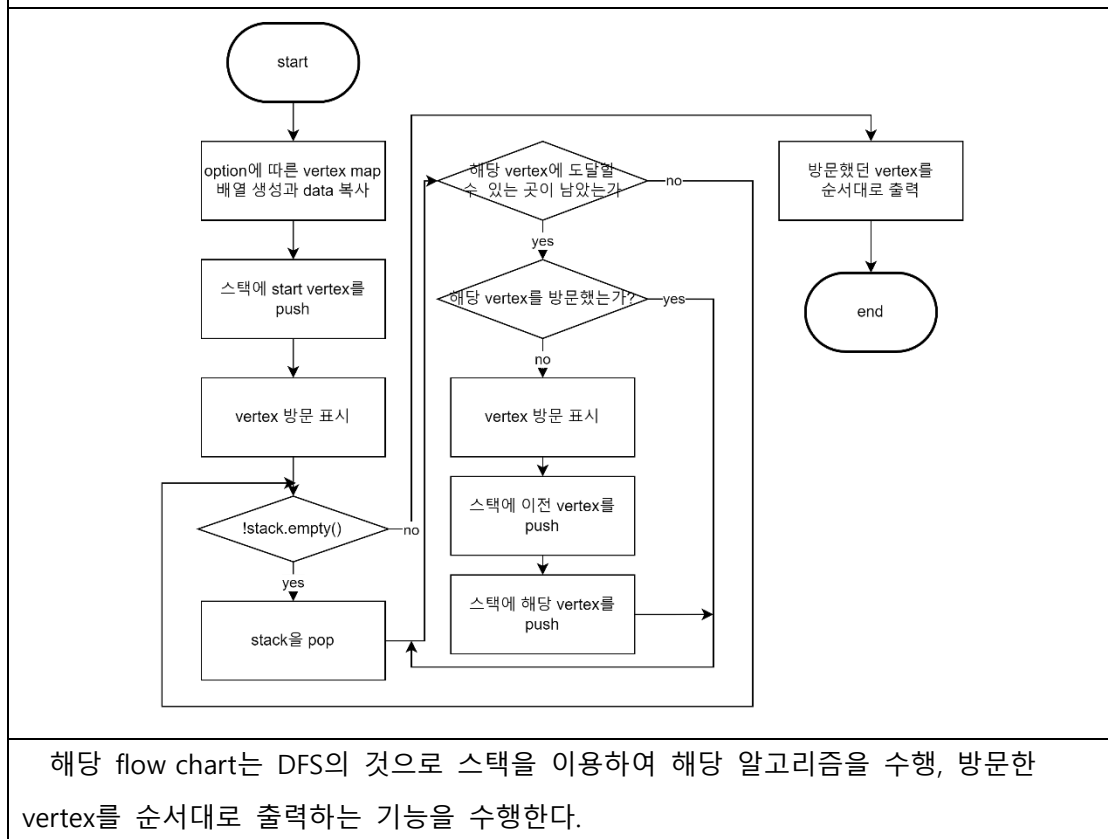 start
option에 따른 vertex map
배열 생성과 data 복사
스택에 start vertex를
push
vertex 방문 표시
!stack.empty()
no
yes
stack을 pop
해당 vertex에 도달할
수 있는 곳이 남았는가
no
yes
해당 vertex를 방문했는가?
yes
no
vertex 방문 표시
스택에 이전 vertex를
push
스택에 해당 vertex를
push
방문했던 vertex를
순서대로 출력
end
해당 flow chart는 DFS의 것으로 스택을 이용하여 해당 알고리즘을 수행, 방문한
vertex를 순서대로 출력하는 기능을 수행한다.